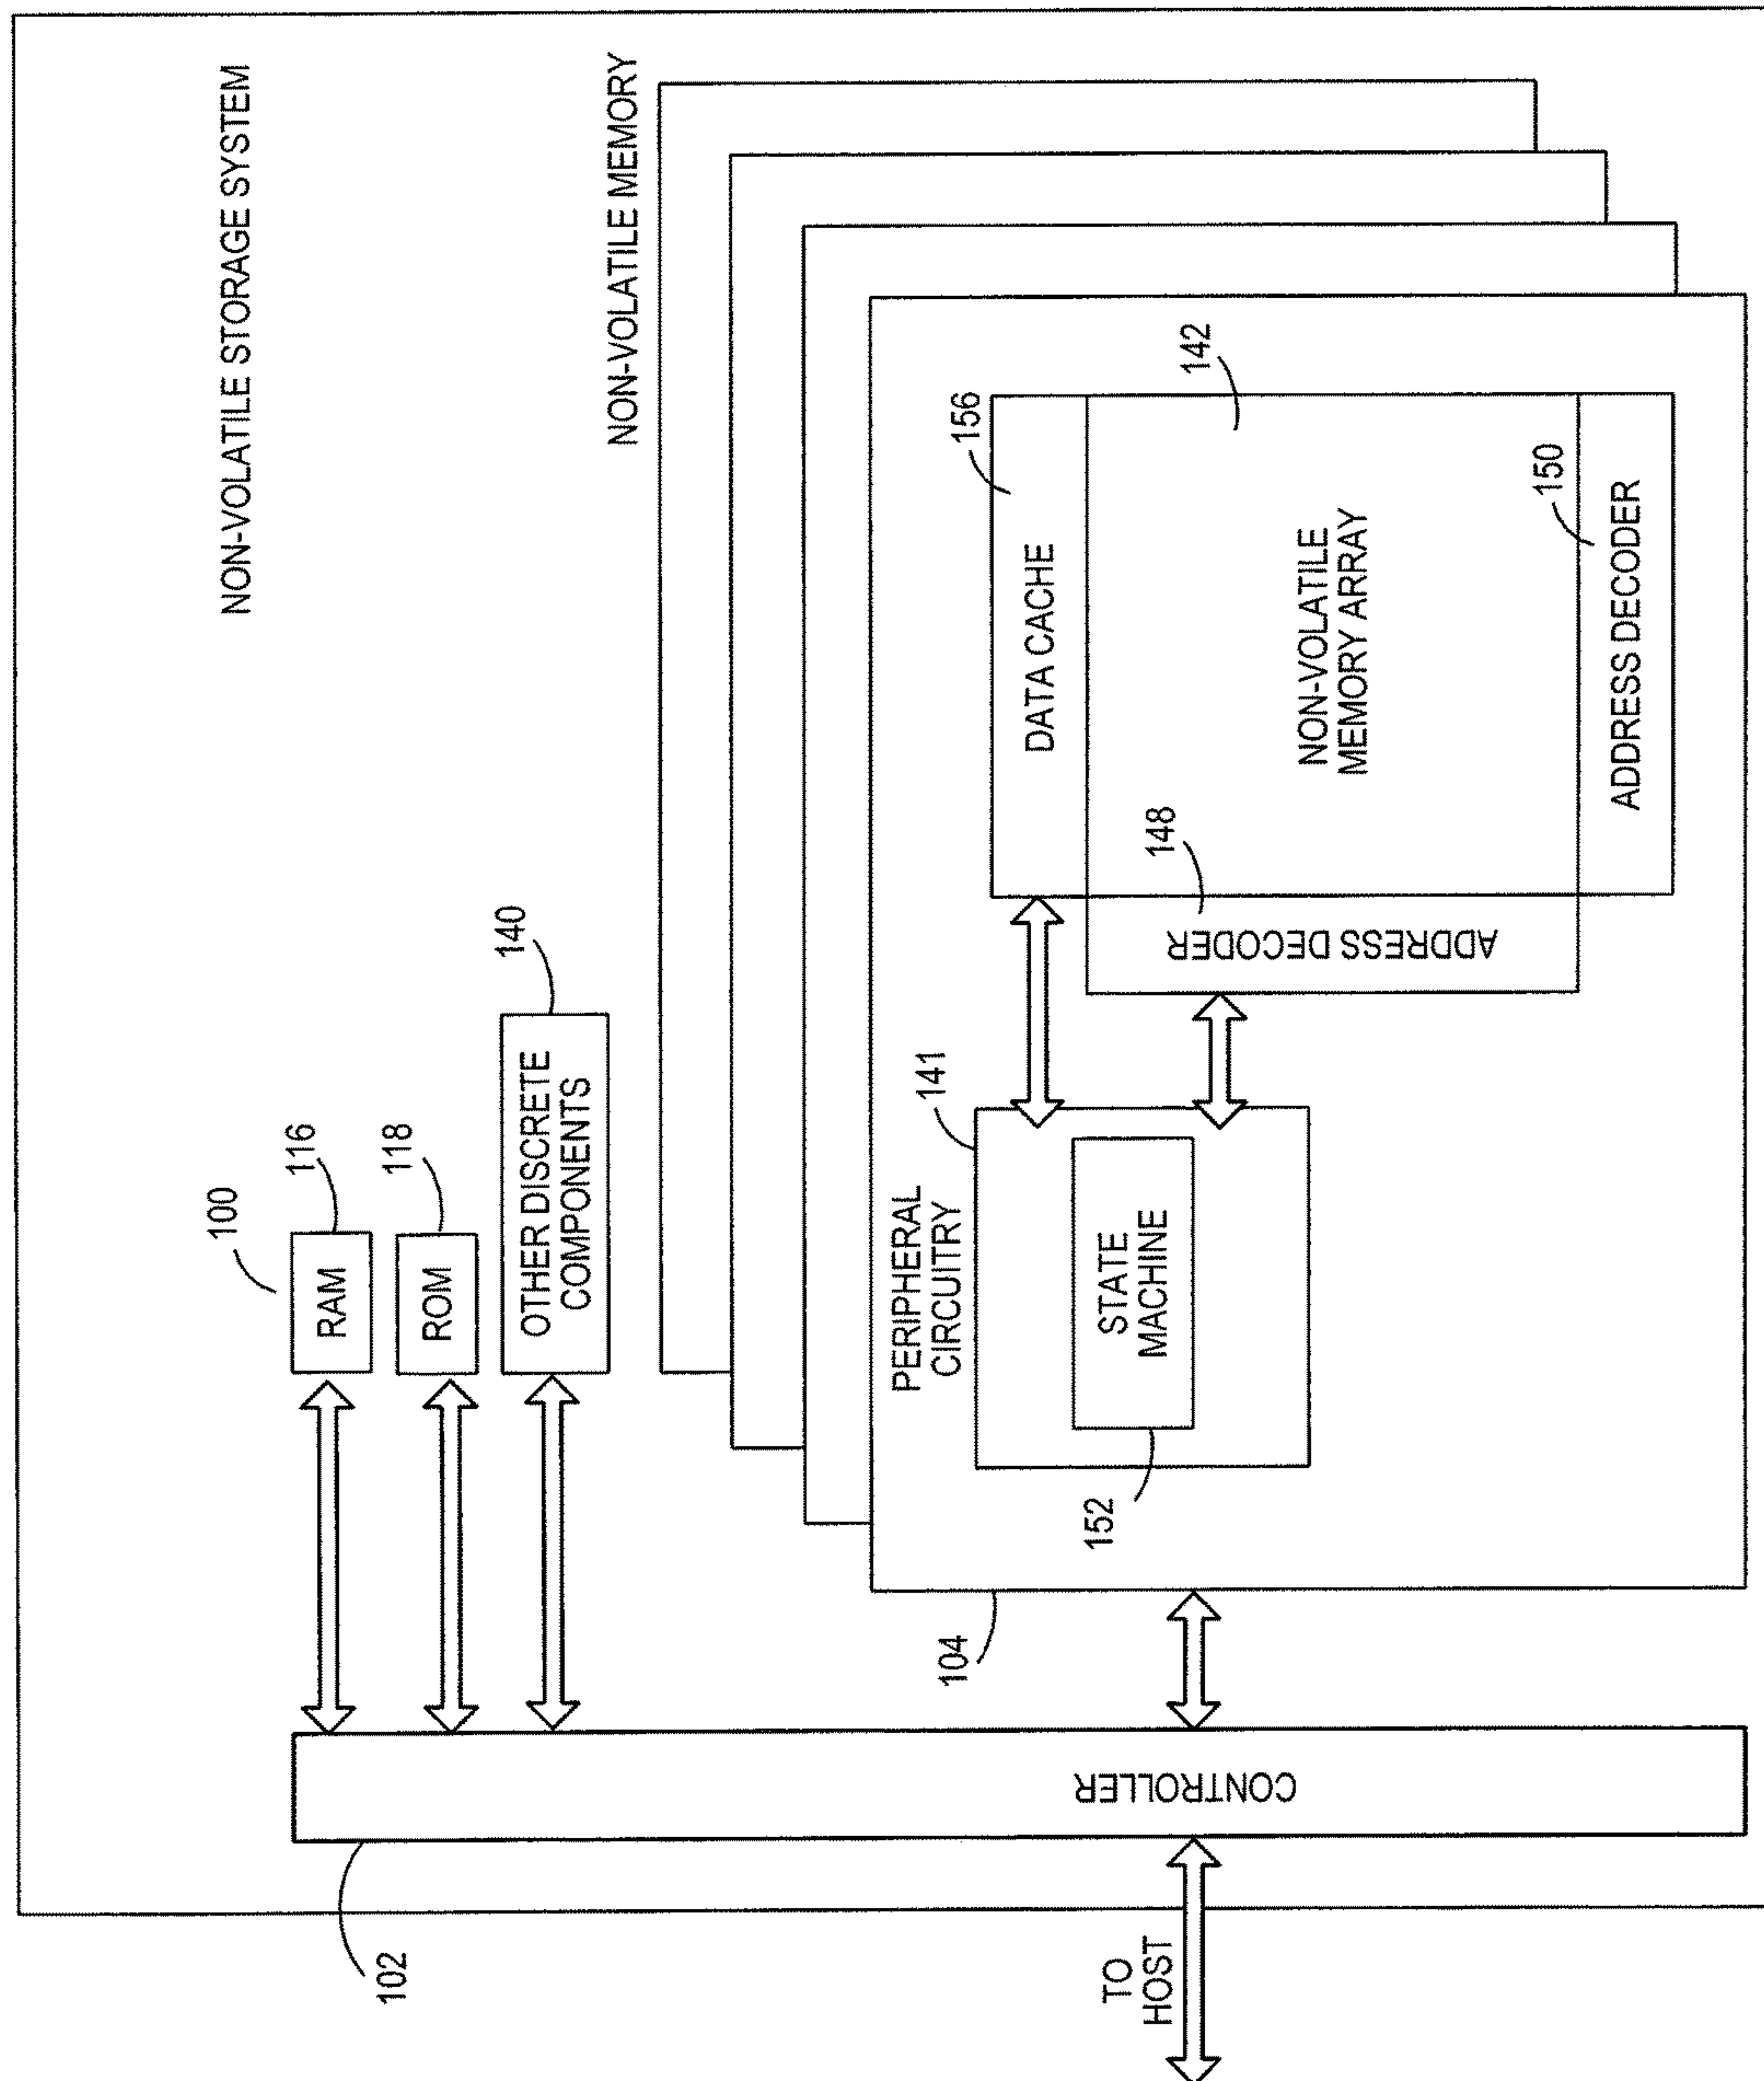 NON-VOLATILE STORAGE SYSTEM
100
RAM
116
ROM
118
OTHER DISCRETE
COMPONENTS
140
NON-VOLATILE MEMORY
102
CONTROLLER
TO
HOST
104
PERIPHERAL
CIRCUITRY
141
STATE
MACHINE
152
DATA CACHE
156
ADDRESS DECODER
148
NON-VOLATILE
MEMORY ARRAY
142
ADDRESS DECODER
150